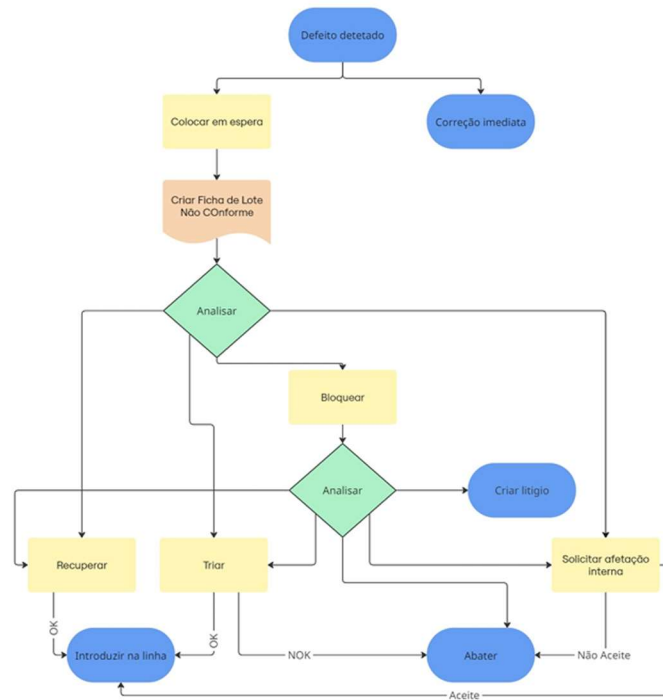 Defeito detetado
Colocar em espera
Correção imediata
Criar Ficha de Lote
Não COnforme
Analisar
Bloquear
Analisar
Criar litígio
Recuperar
Triar
Solicitar afetação
interna
OK
OK
Introduzir na linha
NOK
Abater
Não Aceite
Aceite